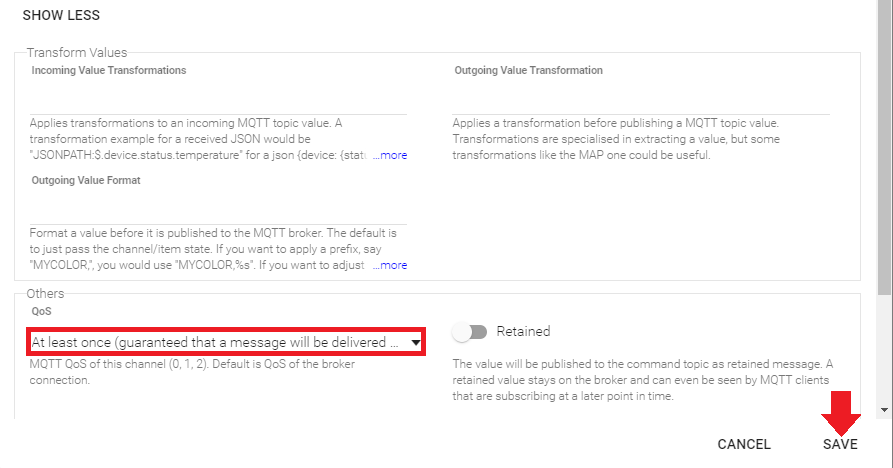 SHOW LESS
Transform Values
Incoming Value Transformations
Applies transformations to an incoming MQTT topic value. A
transformation example for a received JSON would be
"JSONPATH:$.device.status.temperature" for a json {device: {statu ...more
Outgoing Value Transformation
Applies a transformation before publishing a MQTT topic value.
Transformations are specialised in extracting a value, but some
transformations like the MAP one could be useful.
Outgoing Value Format
Format a value before it is published to the MQTT broker. The default is
to just pass the channel/item state. If you want to apply a prefix, say
"MYCOLOR,", you would use "MYCOLOR,%s". If you want to adjust ...more
Others
QoS
At least once (guaranteed that a message will be delivered ...
MQTT QoS of this channel (0, 1, 2). Default is QoS of the broker
connection.
Retained
The value will be published to the command topic as retained message. A
retained value stays on the broker and can even be seen by MQTT clients
that are subscribing at a later point in time.
CANCEL
SAVE